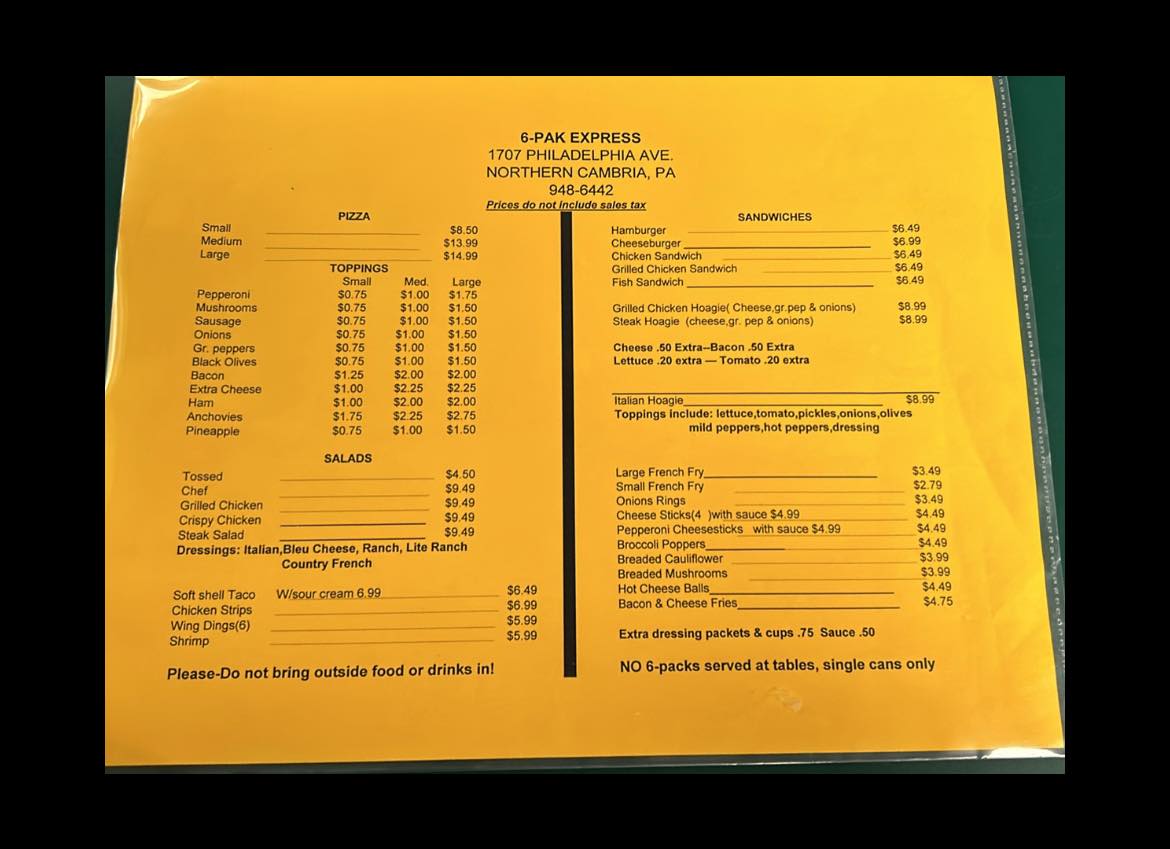 6-PAK EXPRESS
1707 PHILADELPHIA AVE.
NORTHERN CAMBRIA, PA
948-6442
Prices do not include sales tax
PIZZA
Small $8.50
Medium $13.99
Large $14.99
TOPPINGS
Small Med. Large
Pepperoni $0.75 $1.00 $1.75
Mushrooms $0.75 $1.00 $1.50
Sausage $0.75 $1.00 $1.50
Onions $0.75 $1.00 $1.50
Gr. peppers $0.75 $1.00 $1.50
Black Olives $0.75 $1.00 $1.50
Bacon $1.25 $2.00 $2.00
Extra Cheese $1.00 $2.25 $2.25
Ham $1.00 $2.00 $2.00
Anchovies $1.75 $2.25 $2.75
Pineapple $0.75 $1.00 $1.50
SALADS
Tossed $4.50
Chef $9.49
Grilled Chicken $9.49
Crispy Chicken $9.49
Steak Salad $9.49
Dressings: Italian,Bleu Cheese, Ranch, Lite Ranch
Country French
Soft shell Taco W/sour cream 6.99 $6.49
Chicken Strips $6.99
Wing Dings(6) $5.99
Shrimp $5.99
Please-Do not bring outside food or drinks in!
SANDWICHES
Hamburger $6.49
Cheeseburger $6.99
Chicken Sandwich $6.49
Grilled Chicken Sandwich $6.49
Fish Sandwich $6.49
Grilled Chicken Hoagie( Cheese,gr.pep & onions) $8.99
Steak Hoagie (cheese,gr. pep & onions) $8.99
Cheese .50 Extra--Bacon .50 Extra
Lettuce .20 extra — Tomato .20 extra
Italian Hoagie $8.99
Toppings include: lettuce,tomato,pickles,onions,olives
mild peppers,hot peppers,dressing
Large French Fry $3.49
Small French Fry $2.79
Onions Rings $3.49
Cheese Sticks(4 )with sauce $4.99 $4.49
Pepperoni Cheesesticks with sauce $4.99 $4.49
Broccoli Poppers $4.49
Breaded Cauliflower $3.99
Breaded Mushrooms $3.99
Hot Cheese Balls $4.49
Bacon & Cheese Fries $4.75
Extra dressing packets & cups .75 Sauce .50
NO 6-packs served at tables, single cans only